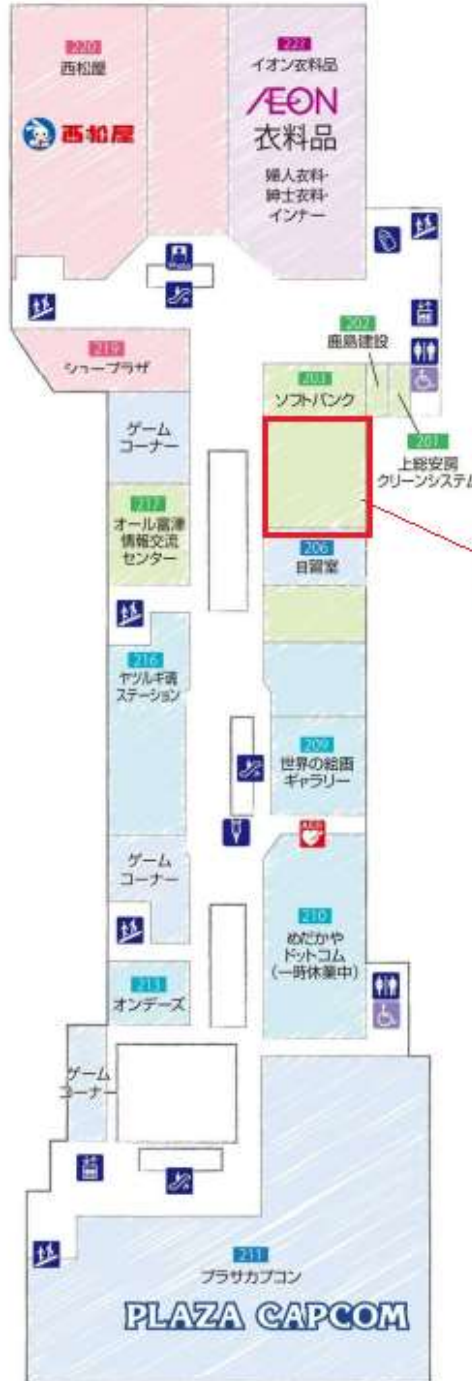 220
西松屋
西松屋
221
イオン衣料品
ÆON
衣料品
婦人衣料・
紳士衣料・
インナー
202
鹿島建設
219
シュープラザ
203
ソフトバンク
201
上総安房
クリーンシステム
ゲーム
コーナー
217
オール富津
情報交流
センター
206
自習室
216
ヤツルギ魂
ステーション
209
世界の絵画
ギャラリー
AED
ゲーム
コーナー
210
めだかや
ドットコム
(一時休業中)
213
オンデーズ
ゲーム
コーナー
211
プラサカプコン
PLAZA CAPCOM